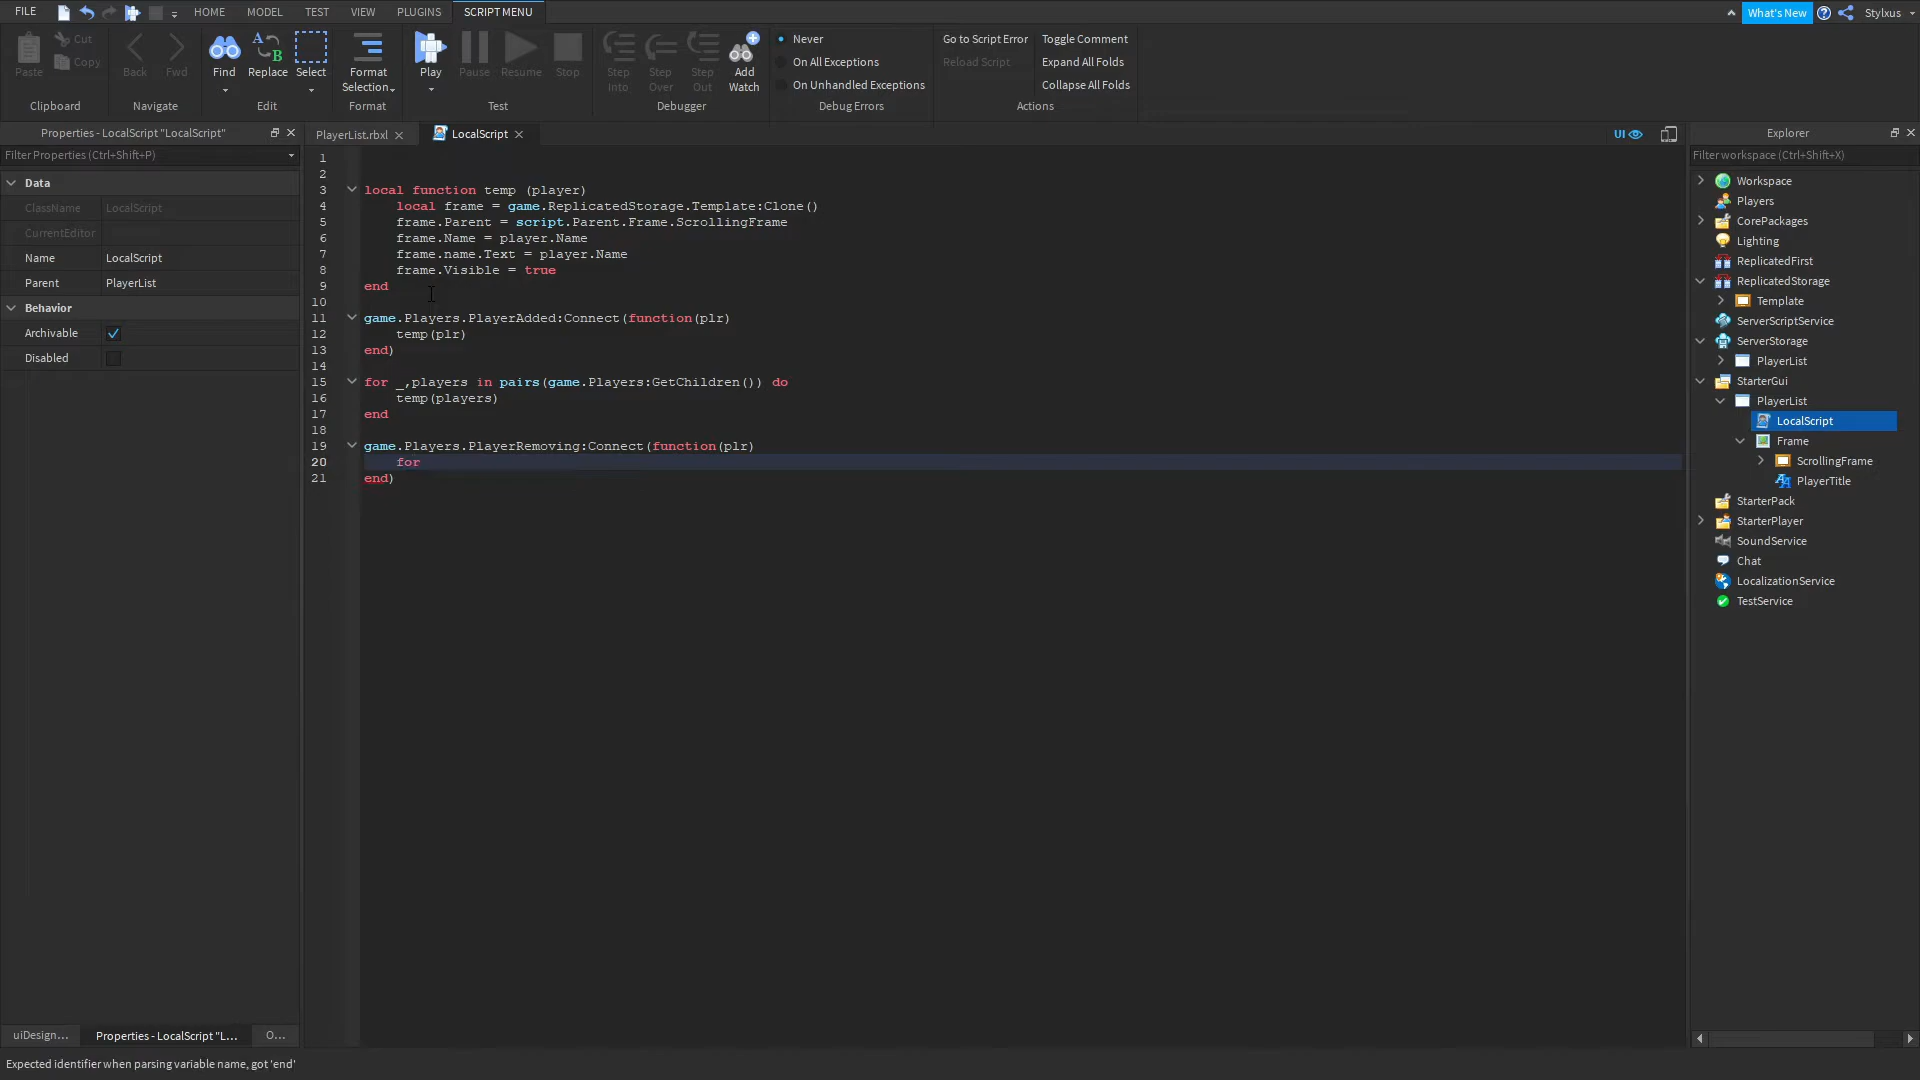 FILE HOME MODEL TEST VIEW PLUGINS SCRIPT MENU What's New Stylxus
Paste Cut Copy Back Fwd Find Replace Select Format Selection Play Pause Resume Stop Step Into Step Over Step Out Add Watch
Never
On All Exceptions
On Unhandled Exceptions
Go to Script Error Toggle Comment
Reload Script Expand All Folds
Collapse All Folds
Clipboard Navigate Edit Format Test Debugger Debug Errors Actions
Properties - LocalScript "LocalScript"
Filter Properties (Ctrl+Shift+P)
Data
ClassName LocalScript
CurrentEditor
Name LocalScript
Parent PlayerList
Behavior
Archivable
Disabled
uiDesign... Properties - LocalScript "L... O...
PlayerList.rbxl LocalScript UI
1
2
3 local function temp (player)
4 local frame = game.ReplicatedStorage.Template:Clone()
5 frame.Parent = script.Parent.Frame.ScrollingFrame
6 frame.Name = player.Name
7 frame.name.Text = player.Name
8 frame.Visible = true
9 end
10
11 game.Players.PlayerAdded:Connect(function(plr)
12 temp(plr)
13 end)
14
15 for _,players in pairs(game.Players:GetChildren()) do
16 temp(players)
17 end
18
19 game.Players.PlayerRemoving:Connect(function(plr)
20 for
21 end)
Explorer
Filter workspace (Ctrl+Shift+X)
Workspace
Players
CorePackages
Lighting
ReplicatedFirst
ReplicatedStorage
Template
ServerScriptService
ServerStorage
PlayerList
StarterGui
PlayerList
LocalScript
Frame
ScrollingFrame
PlayerTitle
StarterPack
StarterPlayer
SoundService
Chat
LocalizationService
TestService
Expected identifier when parsing variable name, got 'end'